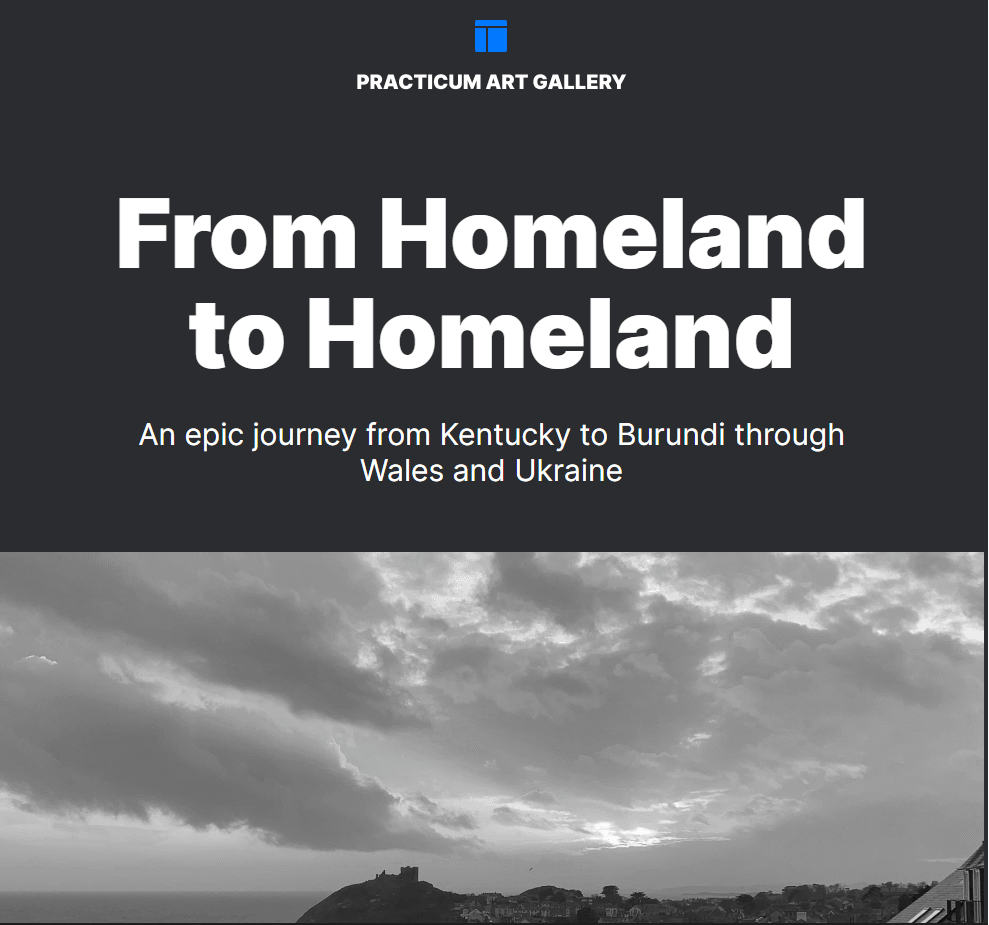 PRACTICUM ART GALLERY
From Homeland
to Homeland
An epic journey from Kentucky to Burundi through
Wales and Ukraine